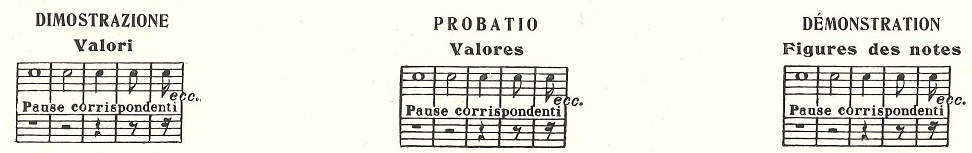 DIMOSTRAZIONE
Valori
ecc.
Pause corrispondenti
PROBATIO
Valores
ecc.
Pause corrispondenti
DÉMONSTRATION
Figures des notes
ecc.
Pause corrispondenti